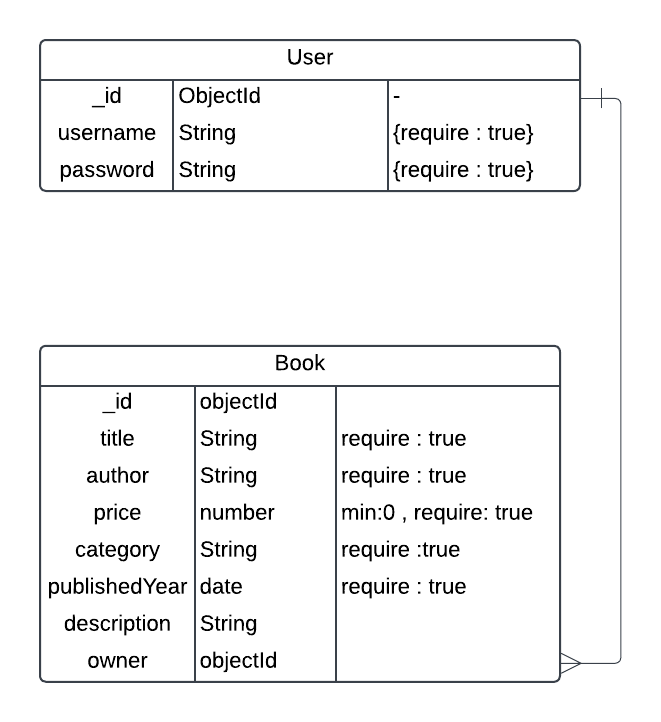 User
_id ObjectId -
username String {require : true}
password String {require : true}
Book
_id objectId
title String require : true
author String require : true
price number min:0 , require: true
category String require :true
publishedYear date require : true
description String
owner objectId